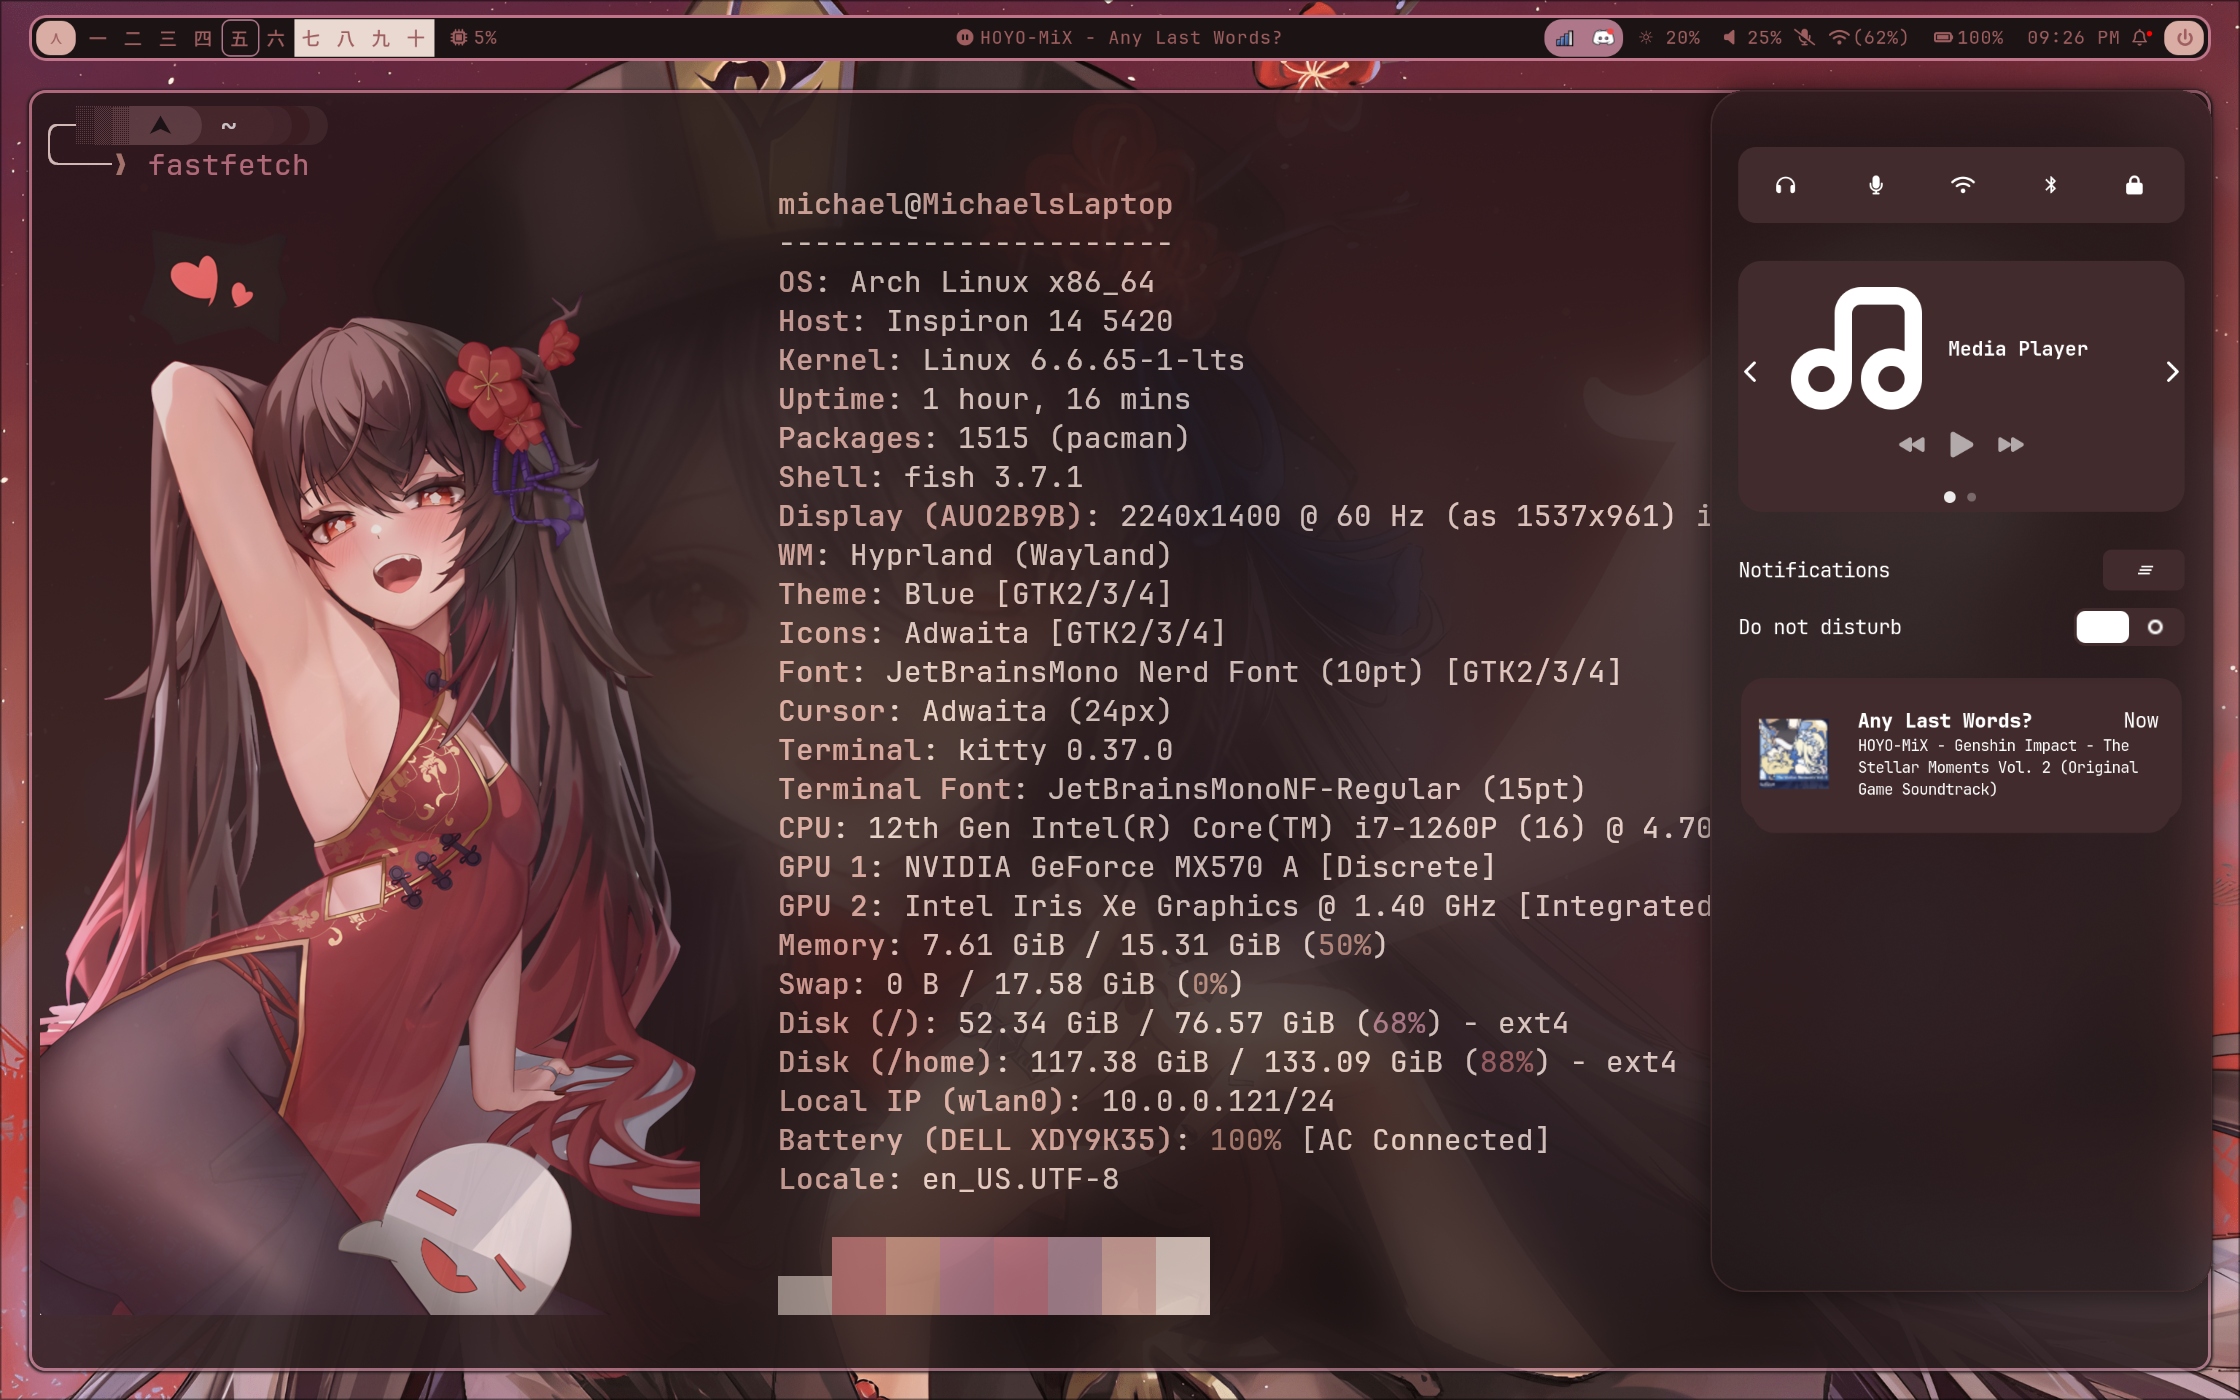 人 一 二 三 四 五 六 七 八 九 十 5%
HOYO-MiX - Any Last Words?
20% 25% (62%) 100% 09:26 PM
~
❯ fastfetch
michael@MichaelsLaptop
----------------------
OS: Arch Linux x86_64
Host: Inspiron 14 5420
Kernel: Linux 6.6.65-1-lts
Uptime: 1 hour, 16 mins
Packages: 1515 (pacman)
Shell: fish 3.7.1
Display (AUO2B9B): 2240x1400 @ 60 Hz (as 1537x961) i
WM: Hyprland (Wayland)
Theme: Blue [GTK2/3/4]
Icons: Adwaita [GTK2/3/4]
Font: JetBrainsMono Nerd Font (10pt) [GTK2/3/4]
Cursor: Adwaita (24px)
Terminal: kitty 0.37.0
Terminal Font: JetBrainsMonoNF-Regular (15pt)
CPU: 12th Gen Intel(R) Core(TM) i7-1260P (16) @ 4.70
GPU 1: NVIDIA GeForce MX570 A [Discrete]
GPU 2: Intel Iris Xe Graphics @ 1.40 GHz [Integrated
Memory: 7.61 GiB / 15.31 GiB (50%)
Swap: 0 B / 17.58 GiB (0%)
Disk (/): 52.34 GiB / 76.57 GiB (68%) - ext4
Disk (/home): 117.38 GiB / 133.09 GiB (88%) - ext4
Local IP (wlan0): 10.0.0.121/24
Battery (DELL XDY9K35): 100% [AC Connected]
Locale: en_US.UTF-8
Media Player
Notifications
Do not disturb
Any Last Words? Now
HOYO-MiX - Genshin Impact - The
Stellar Moments Vol. 2 (Original
Game Soundtrack)